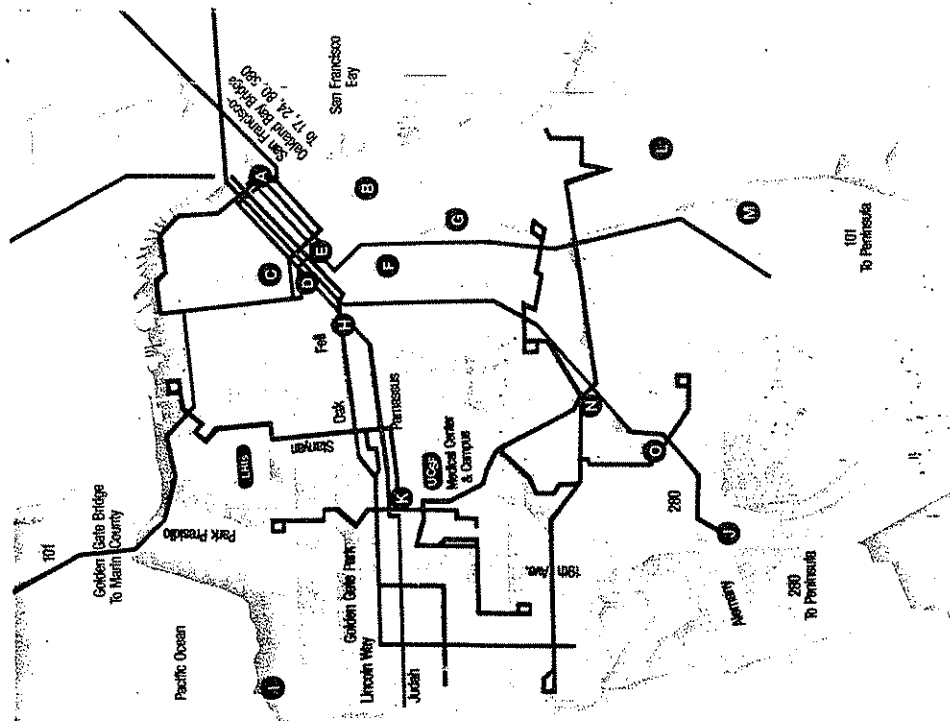 101
Golden Gate Bridge
To Marin County
Pacific Ocean
Park Presidio
Golden Gate Park
Lincoln Way
Judah
Stanyan
Oak
Fell
Parnassus
UCSF
Medical Center
& Campus
19th Ave.
280
280
To Peninsula
101
To Peninsula
San Francisco-
Oakland Bay Bridge
To 17, 24, 80, 580
San Francisco
Bay
A
B
C
D
E
F
G
H
I
J
K
L
M
N
O